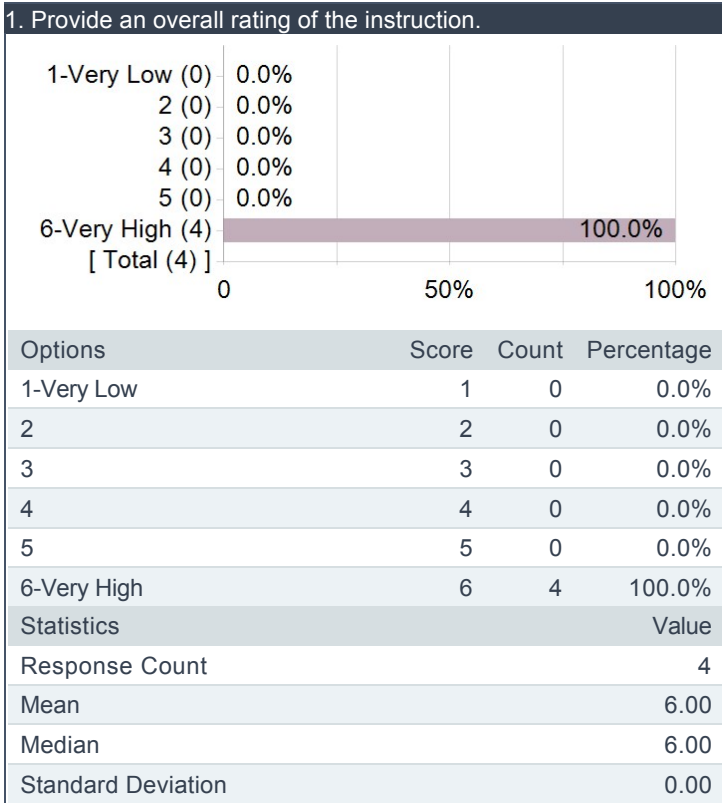 1. Provide an overall rating of the instruction.
1-Very Low (0) 0.0%
2 (0) 0.0%
3 (0) 0.0%
4 (0) 0.0%
5 (0) 0.0%
6-Very High (4) 100.0%
[ Total (4) ]
0 50% 100%
Options Score Count Percentage
1-Very Low 1 0 0.0%
2 2 0 0.0%
3 3 0 0.0%
4 4 0 0.0%
5 5 0 0.0%
6-Very High 6 4 100.0%
Statistics Value
Response Count 4
Mean 6.00
Median 6.00
Standard Deviation 0.00